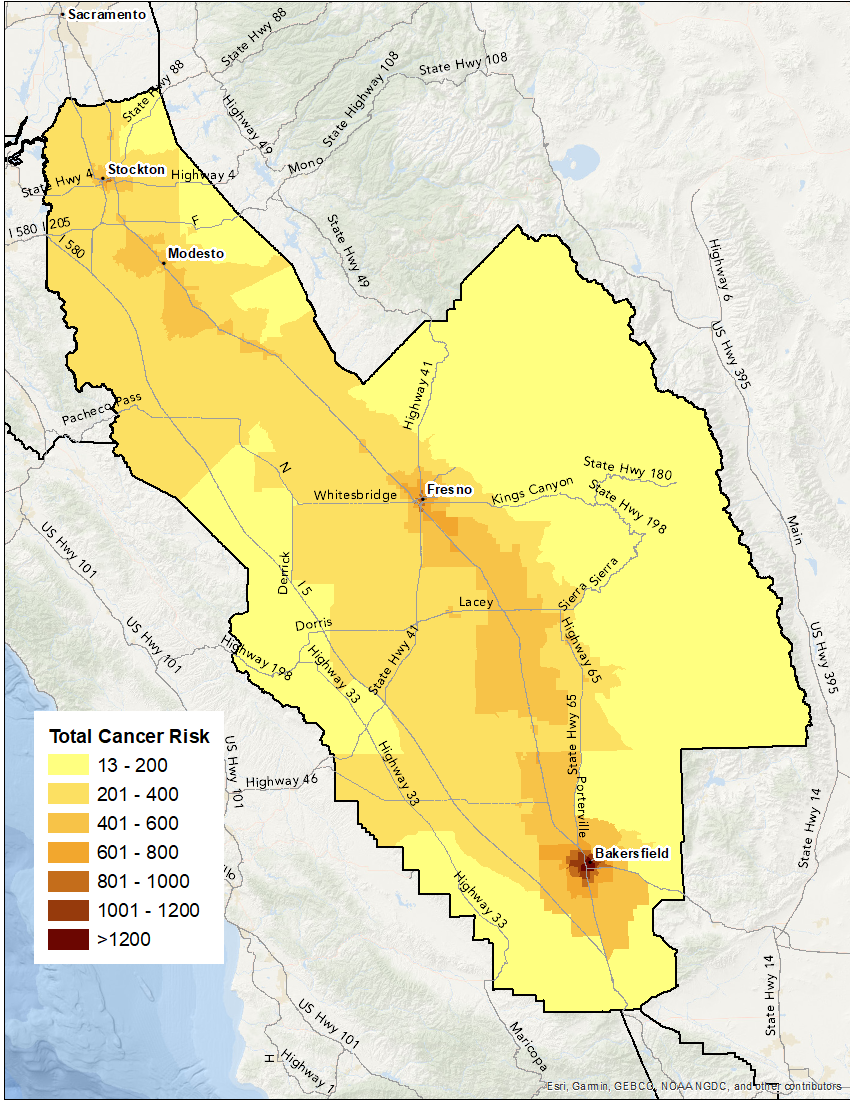 Sacramento
State Hwy 88
State Hwy 88
State Highway 108
State Hwy 108
Highway 49
Mono
Stockton
State Hwy 4
Highway 4
F
I 580 I 205
I 580
Modesto
State Hwy 49
Highway 6
US Hwy 395
Highway 41
Pacheco Pass
N
Whitesbridge
Fresno
Kings Canyon
State Hwy 180
State Hwy 198
Main
US Hwy 101
Derrick
I 5
Lacey
Sierra
Sierra
Dorris
US Hwy 101
Highway 198
Highway 33
State Hwy 41
Highway 65
US Hwy 395
State Hwy 65
Total Cancer Risk
13 - 200
201 - 400
401 - 600
601 - 800
801 - 1000
1001 - 1200
>1200
US Hwy 101
Highway 46
Highway 33
Porterville
State Hwy 14
Bakersfield
Highway 33
State Hwy 14
US Hwy 101
Maricopa
H
Highway 1
Esri, Garmin, GEBCO, NOAA NGDC, and other contributors